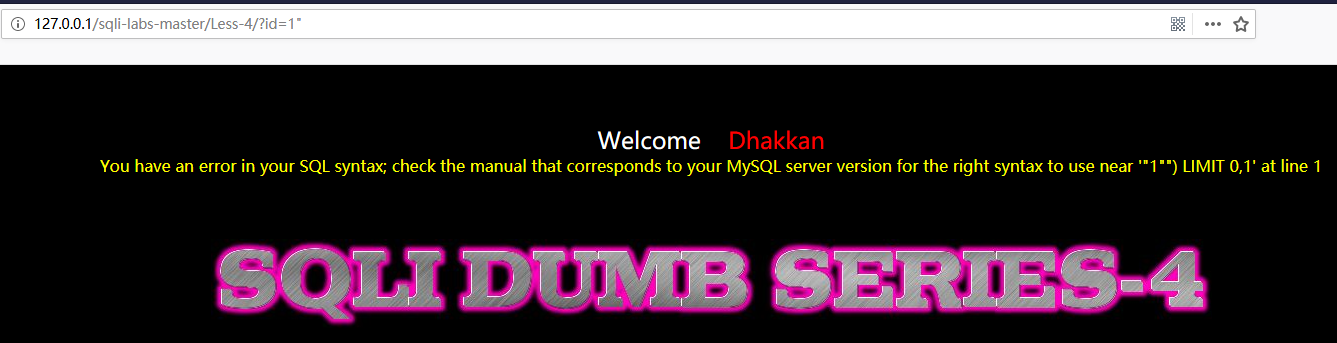 127.0.0.1/sqli-labs-master/Less-4/?id=1"
Welcome Dhakkan
You have an error in your SQL syntax; check the manual that corresponds to your MySQL server version for the right syntax to use near '"1"") LIMIT 0,1' at line 1
SQLI DUMB SERIES-4